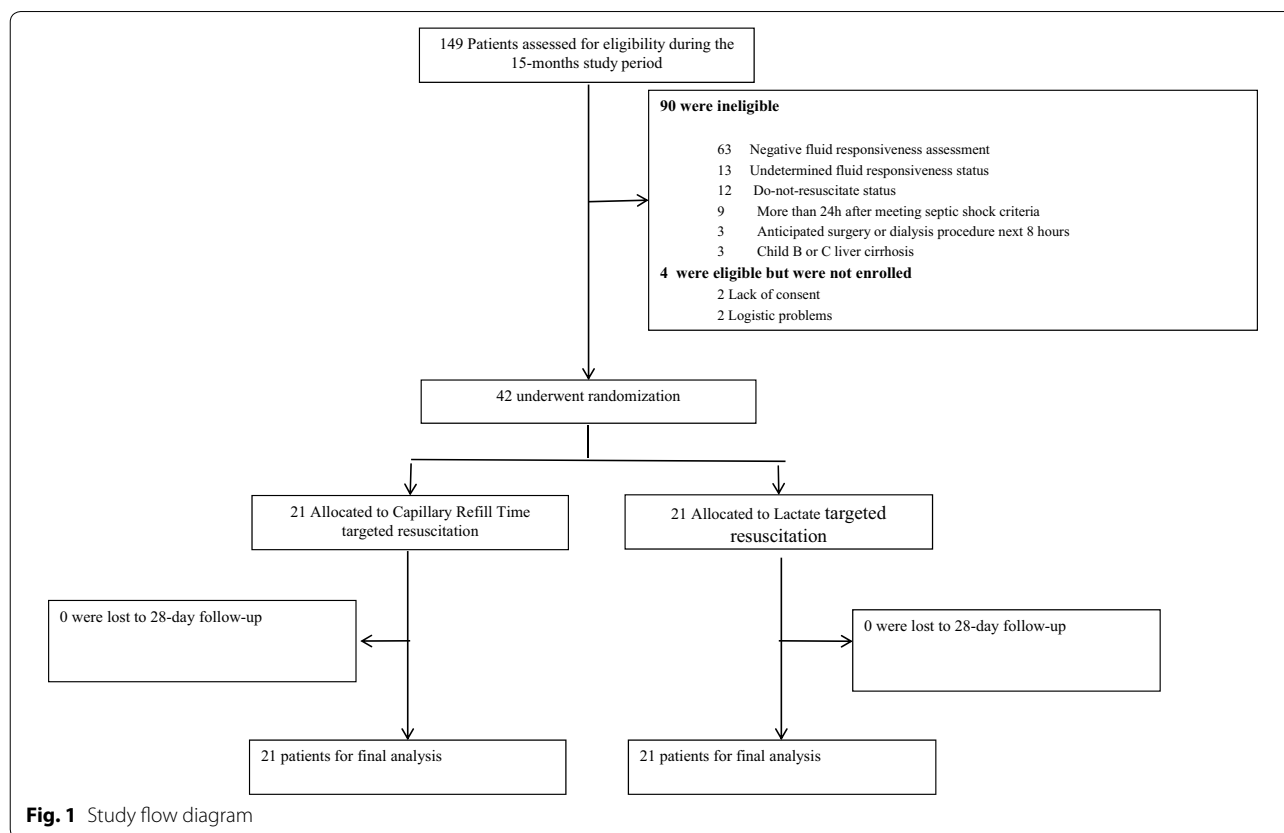 149 Patients assessed for eligibility during the
15-months study period
90 were ineligible
63 Negative fluid responsiveness assessment
13 Undetermined fluid responsiveness status
12 Do-not-resuscitate status
9 More than 24h after meeting septic shock criteria
3 Anticipated surgery or dialysis procedure next 8 hours
3 Child B or C liver cirrhosis
4 were eligible but were not enrolled
2 Lack of consent
2 Logistic problems
42 underwent randomization
21 Allocated to Capillary Refill Time
targeted resuscitation
21 Allocated to Lactate targeted
resuscitation
0 were lost to 28-day follow-up
0 were lost to 28-day follow-up
21 patients for final analysis
21 patients for final analysis
Fig. 1 Study flow diagram